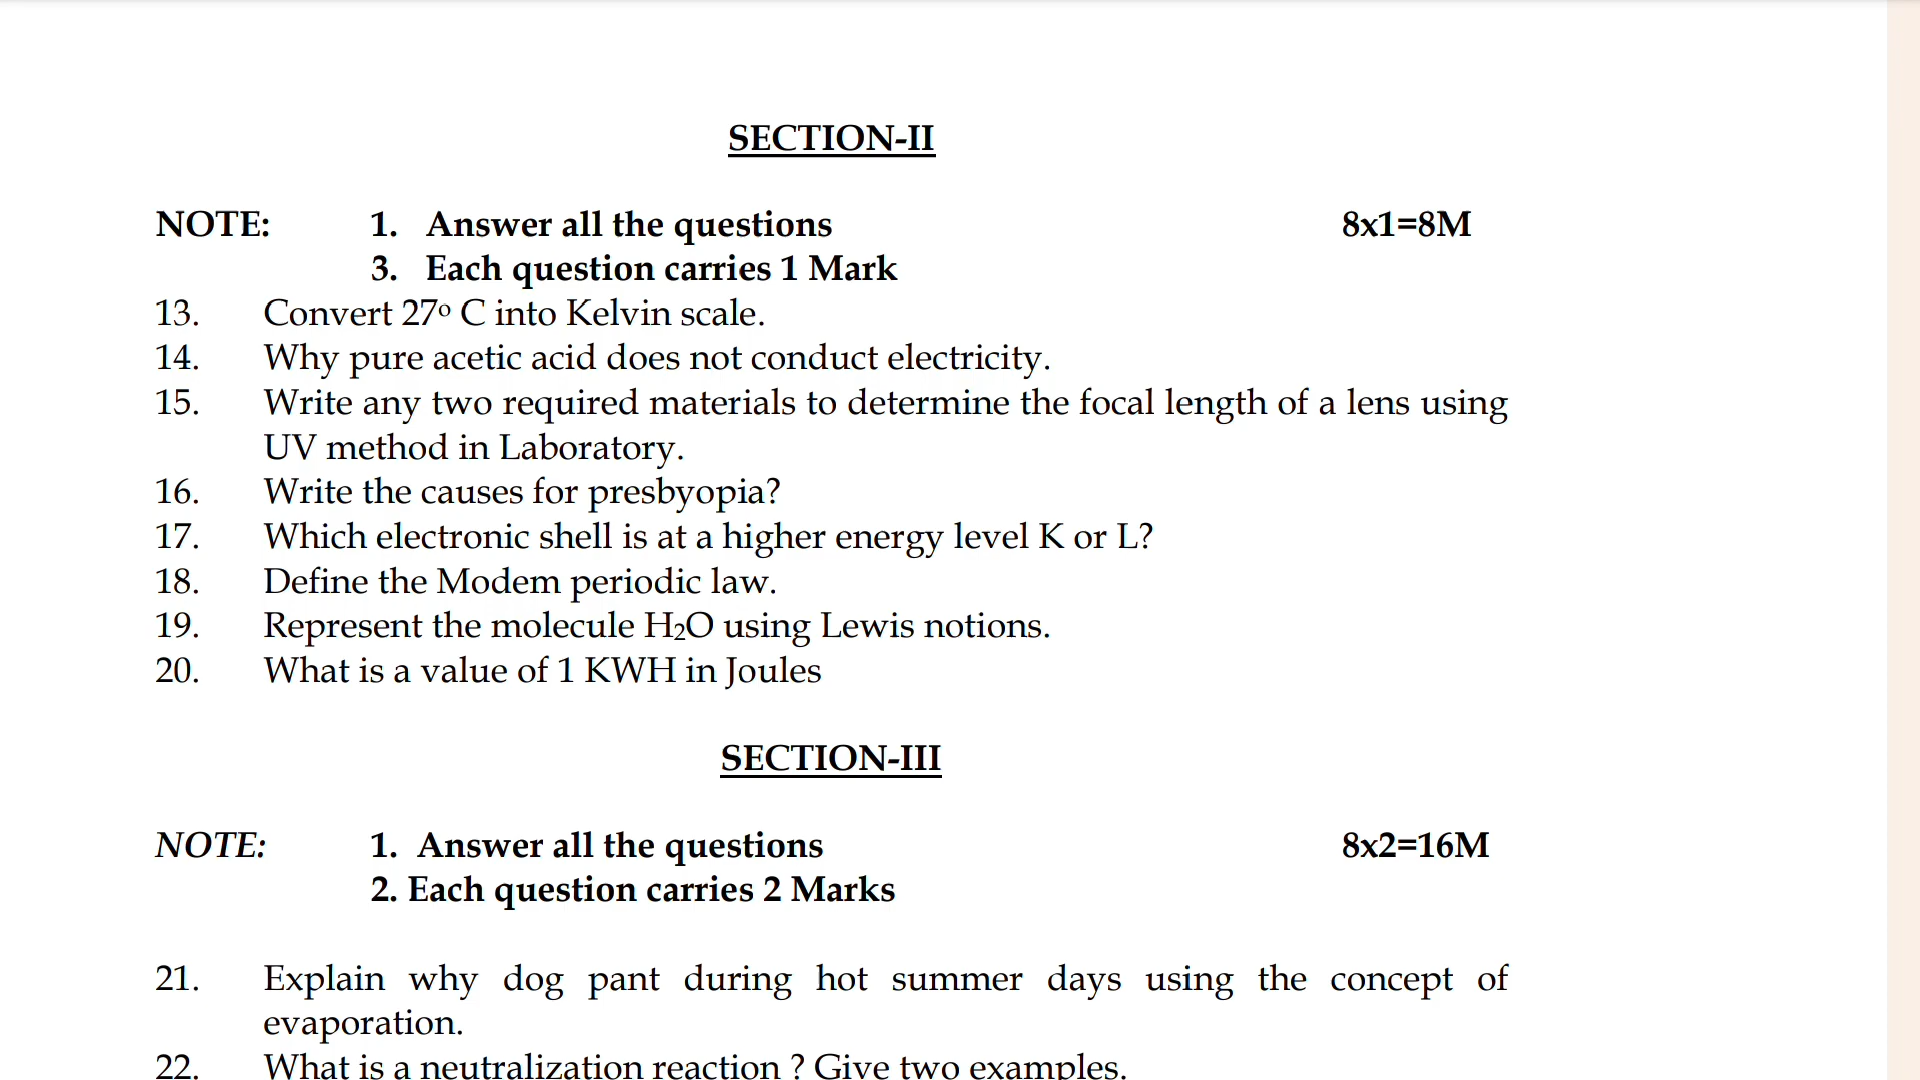 SECTION-II
NOTE: 1. Answer all the questions 8x1=8M
3. Each question carries 1 Mark
13. Convert 27° C into Kelvin scale.
14. Why pure acetic acid does not conduct electricity.
15. Write any two required materials to determine the focal length of a lens using
UV method in Laboratory.
16. Write the causes for presbyopia?
17. Which electronic shell is at a higher energy level K or L?
18. Define the Modem periodic law.
19. Represent the molecule H₂O using Lewis notions.
20. What is a value of 1 KWH in Joules
SECTION-III
NOTE: 1. Answer all the questions 8x2=16M
2. Each question carries 2 Marks
21. Explain why dog pant during hot summer days using the concept of
evaporation.
22. What is a neutralization reaction ? Give two examples.